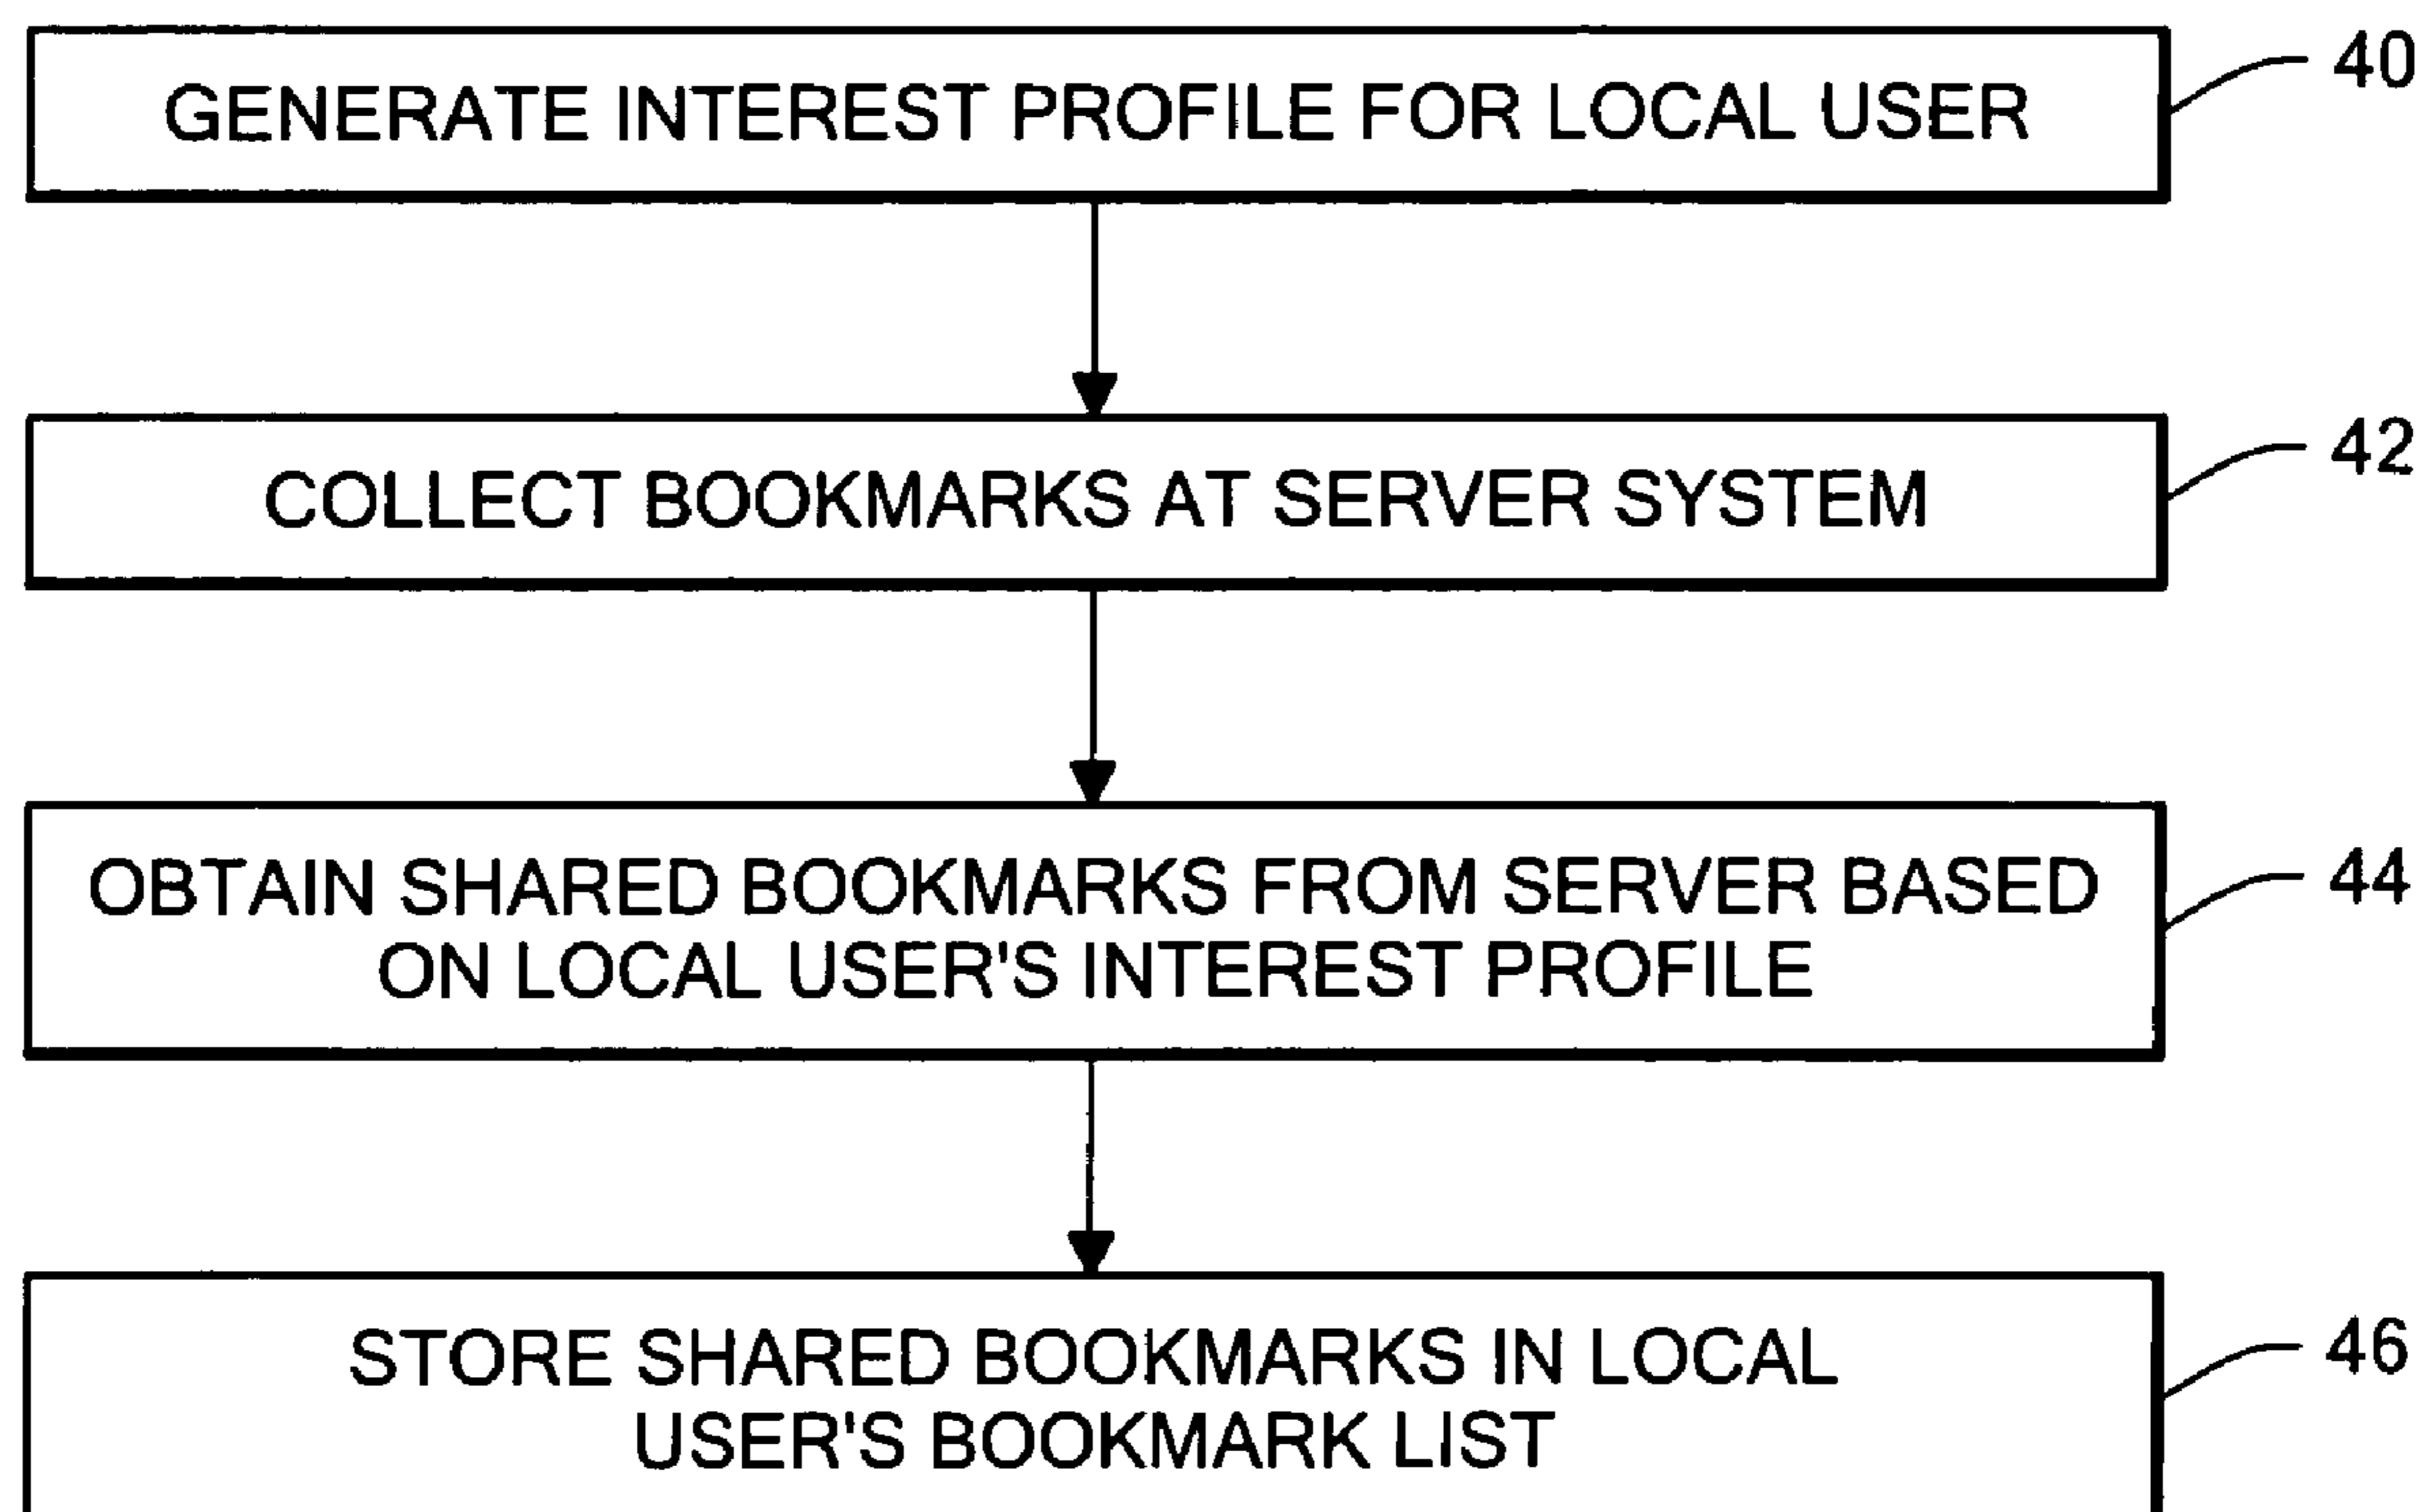 GENERATE INTEREST PROFILE FOR LOCAL USER
40
COLLECT BOOKMARKS AT SERVER SYSTEM
42
OBTAIN SHARED BOOKMARKS FROM SERVER BASED
ON LOCAL USER'S INTEREST PROFILE
44
STORE SHARED BOOKMARKS IN LOCAL
USER'S BOOKMARK LIST
46